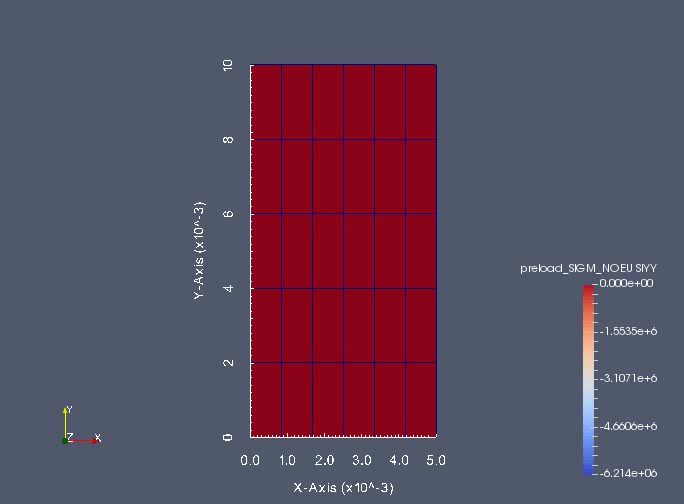 10
8
6
4
2
0
Y-Axis (x10^-3)
0.0 1.0 2.0 3.0 4.0 5.0
X-Axis (x10^-3)
preload_SIGM_NOEU SIYY
0.000e+00
-1.5535e+6
-3.1071e+6
-4.6606e+6
-6.214e+06
Y
Z X